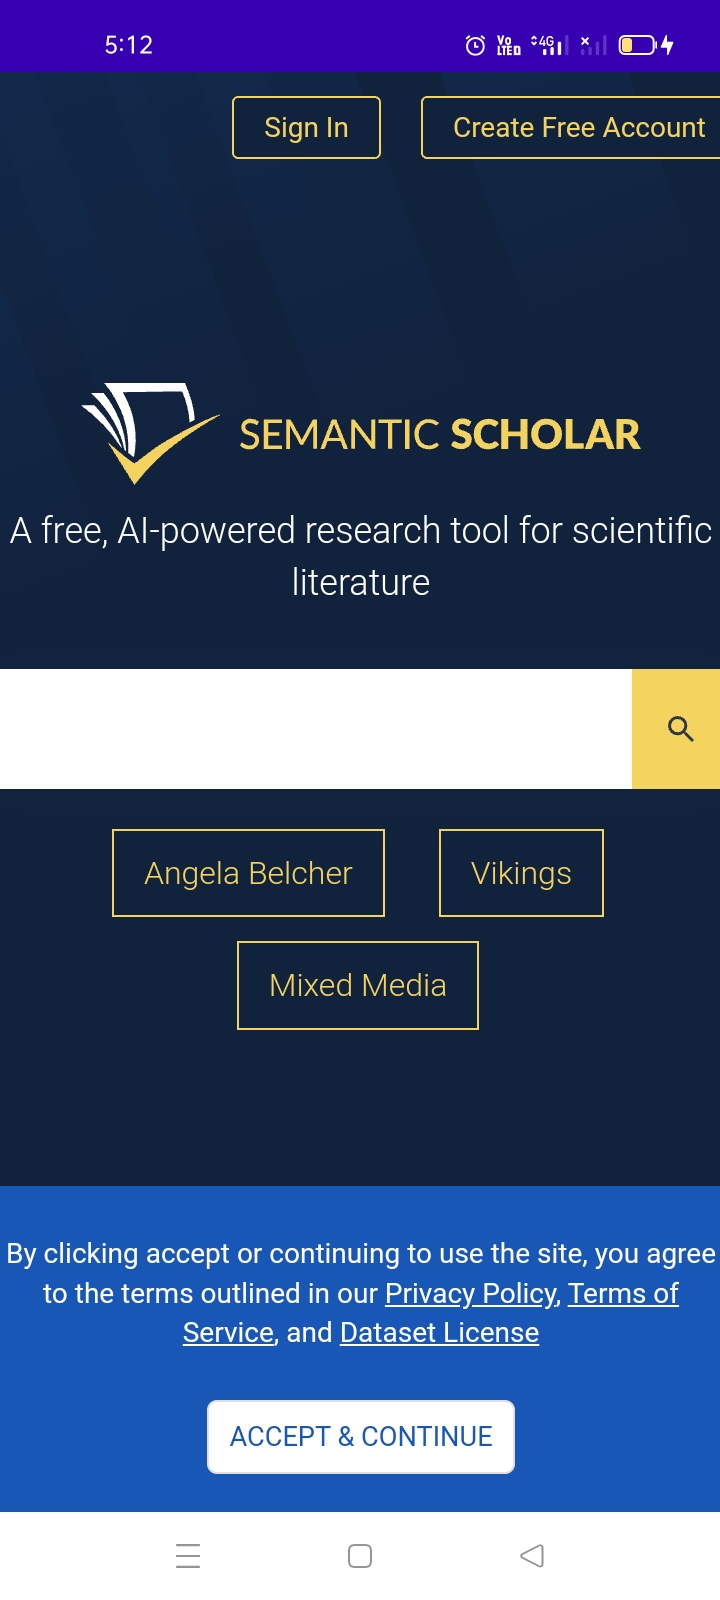 5:12
Vo LTED 4G
Sign In
Create Free Account
SEMANTIC SCHOLAR
A free, AI-powered research tool for scientific
literature
Angela Belcher
Vikings
Mixed Media
By clicking accept or continuing to use the site, you agree
to the terms outlined in our Privacy Policy, Terms of
Service, and Dataset License
ACCEPT & CONTINUE